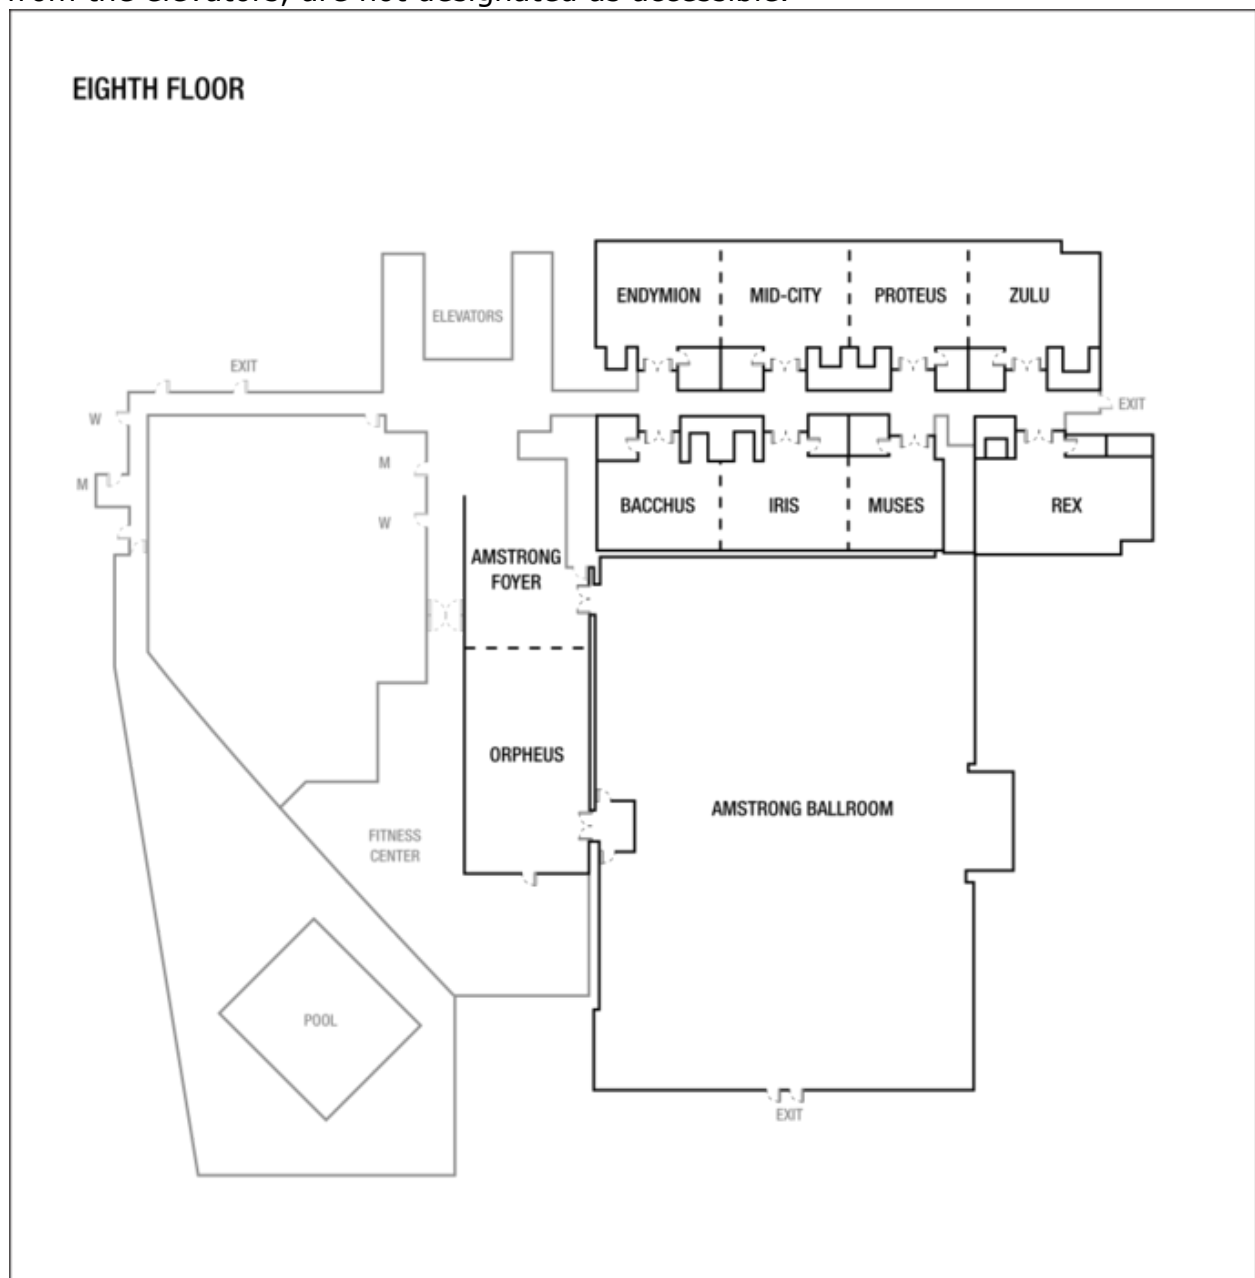 from the elevators, are not designated as accessible.
EIGHTH FLOOR
ELEVATORS
ENDYMION
MID-CITY
PROTEUS
ZULU
EXIT
W
M
EXIT
M
W
BACCHUS
IRIS
MUSES
REX
AMSTRONG
FOYER
ORPHEUS
AMSTRONG BALLROOM
FITNESS
CENTER
POOL
EXIT